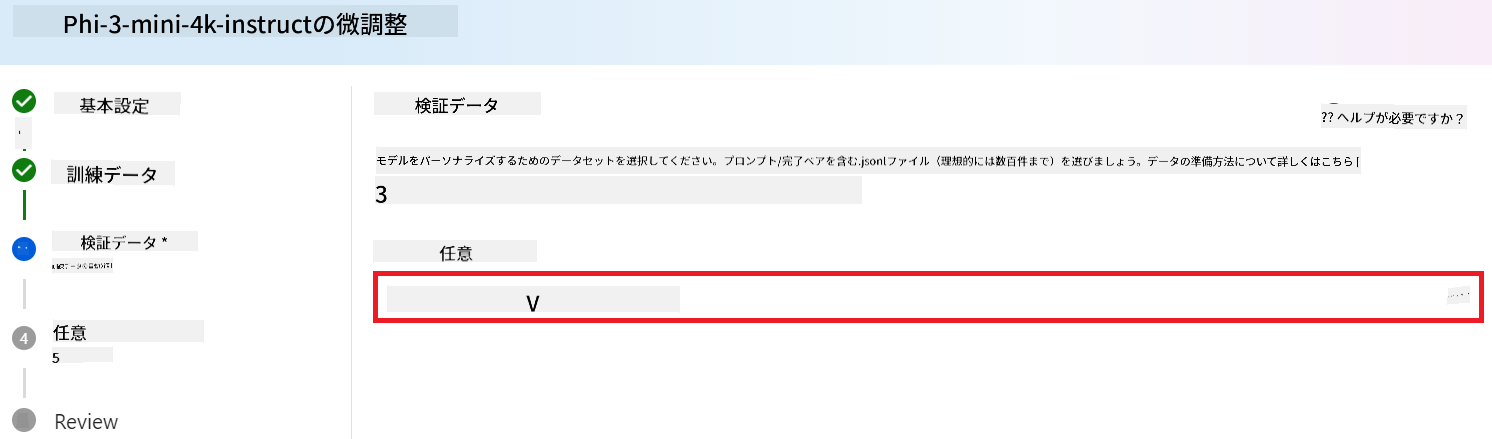 Phi-3-mini-4k-instructの微調整
基本設定
訓練データ
検証データ *
4
任意
5
Review
検証データ
?? ヘルプが必要ですか？
モデルをパーソナライズするためのデータセットを選択してください。プロンプト/完了ペアを含む.jsonlファイル（理想的には数百件まで）を選びましょう。データの準備方法について詳しくはこちら [
3
任意
V